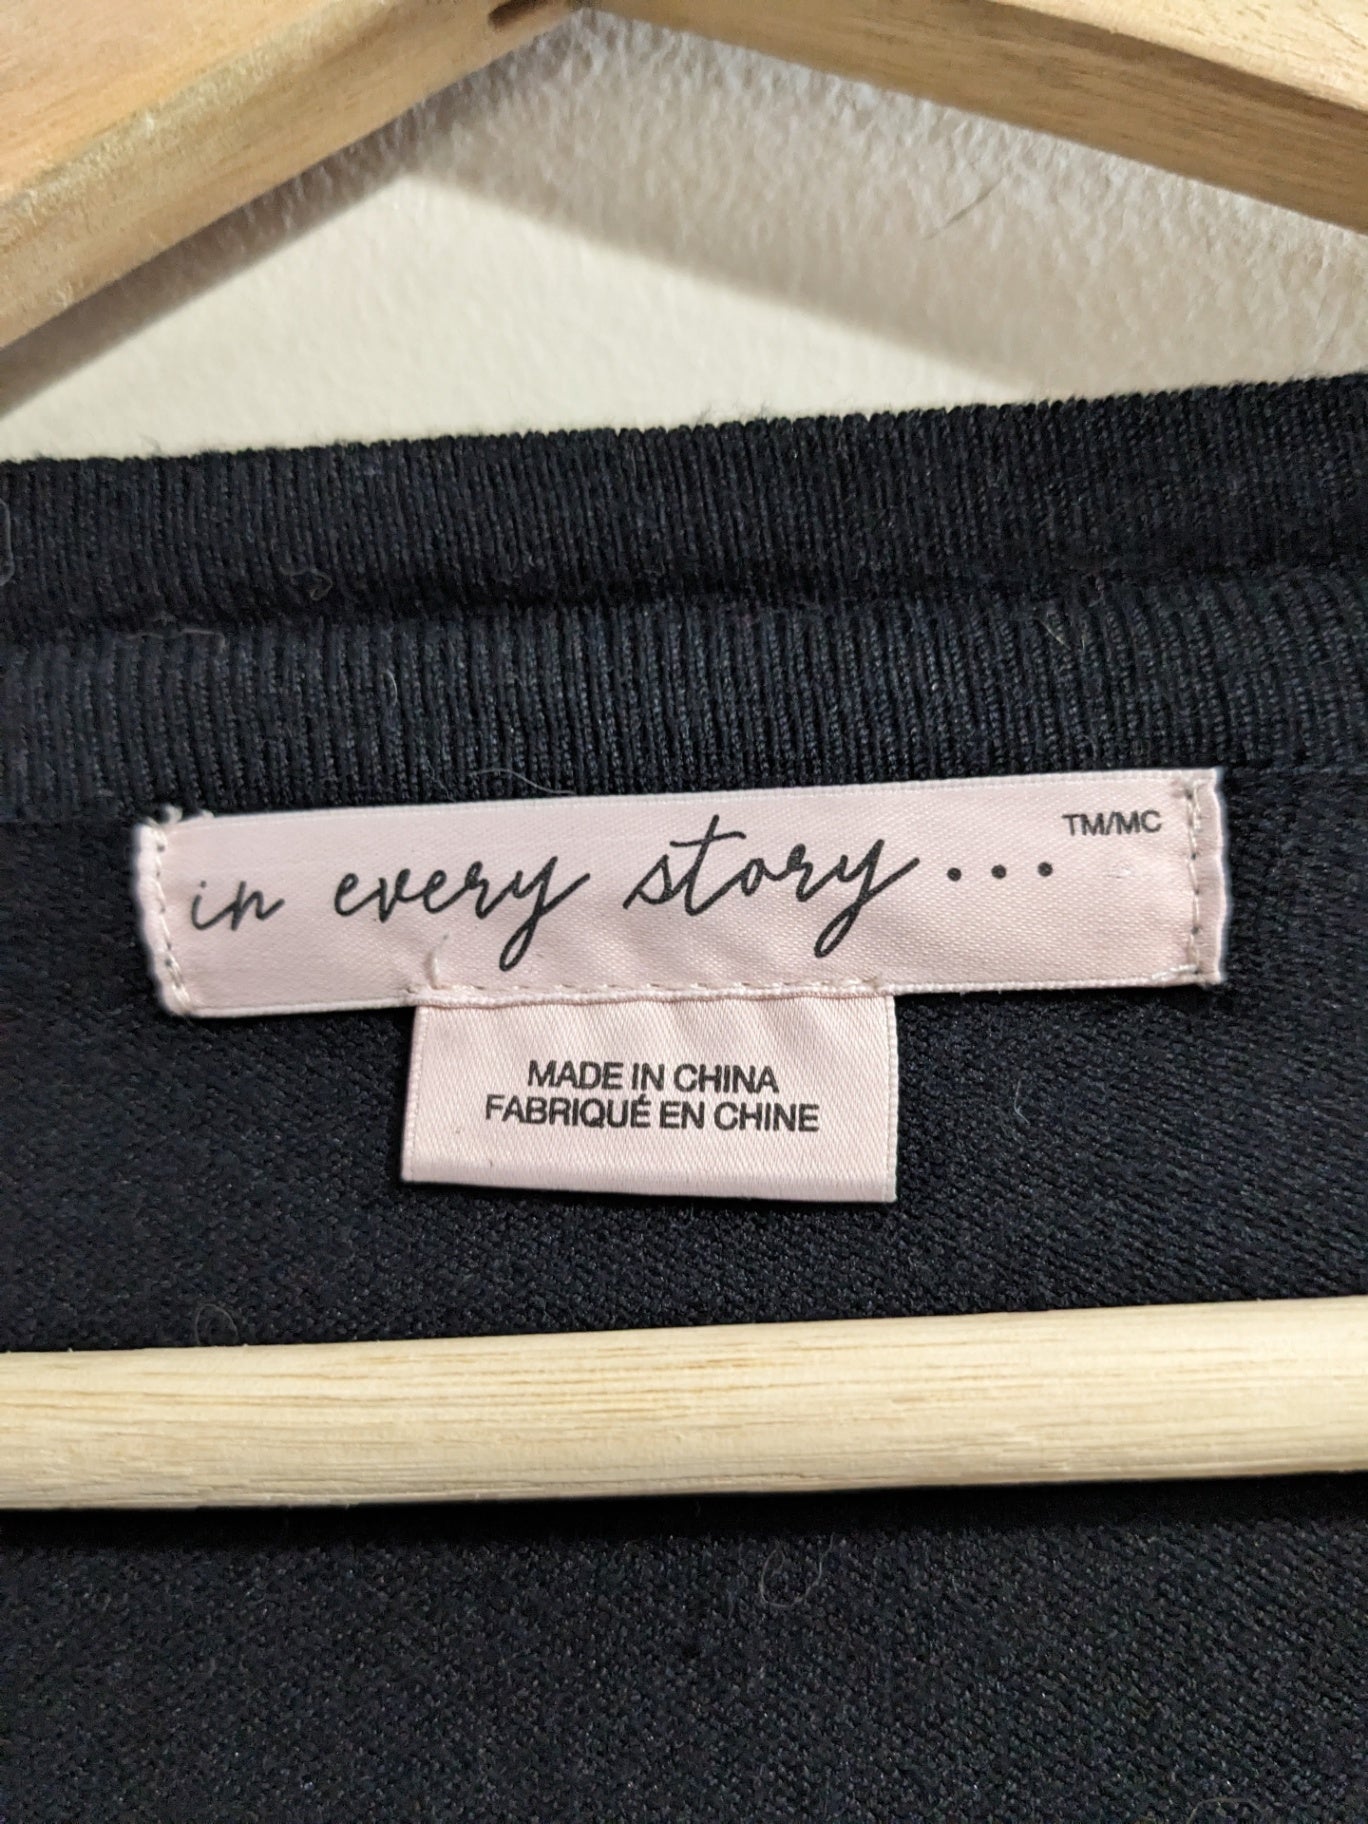 in every story... TM/MC
MADE IN CHINA
FABRIQUÉ EN CHINE